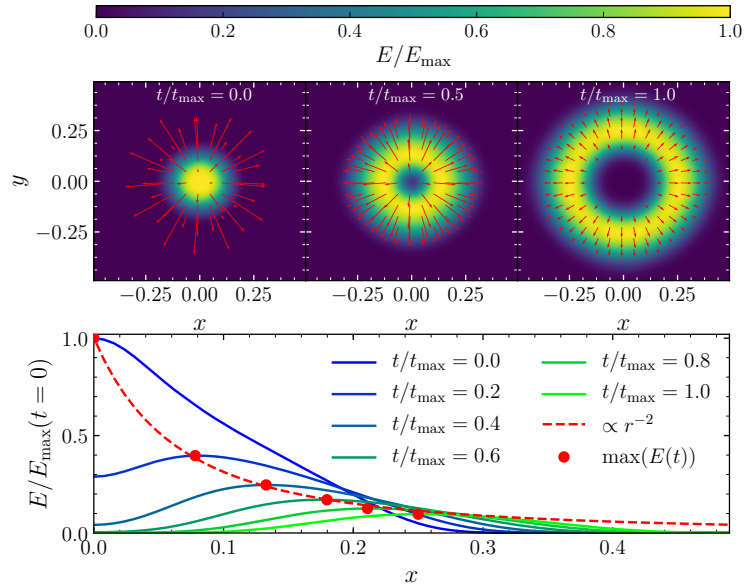 0.0 0.2 0.4 0.6 0.8 1.0
E/E_max
t/t_max = 0.0 t/t_max = 0.5 t/t_max = 1.0
0.25
0.00
−0.25
y
−0.25 0.00 0.25 −0.25 0.00 0.25 −0.25 0.00 0.25
x x x
1.0
0.5
0.0
E/E_max(t = 0)
t/t_max = 0.0
t/t_max = 0.2
t/t_max = 0.4
t/t_max = 0.6
t/t_max = 0.8
t/t_max = 1.0
∝ r^−2
max(E(t))
0.0 0.1 0.2 0.3 0.4
x